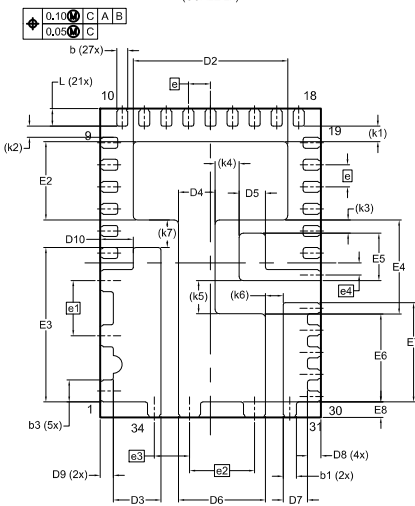 0.10 M C A B
0.05 M C
b (27x)
D2
L (21x)
e
10
18
9
19
(k2)
(k1)
(k4)
e
E2
D4
D5
(k3)
D10
(k7)
E5
E4
e4
(k5)
(k6)
e1
E3
E6
1
30
E8
b3 (5x)
34
31
e3
e2
D8 (4x)
D9 (2x)
b1 (2x)
D3
D6
D7